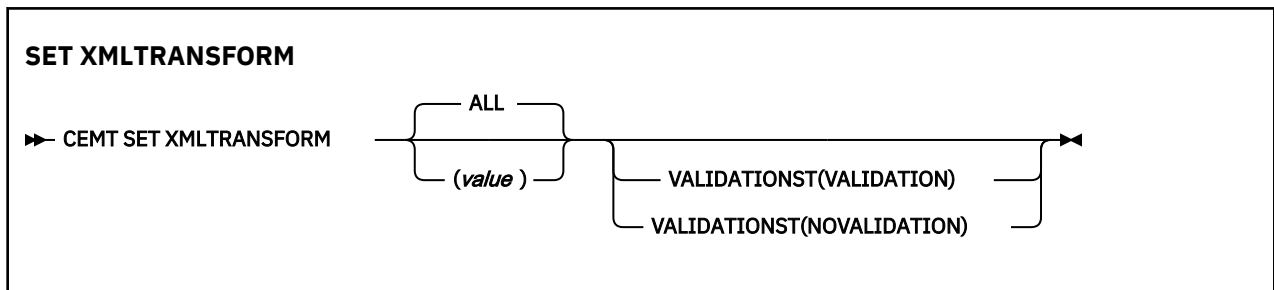 SET XMLTRANSFORM
ALL
CEMT SET XMLTRANSFORM
(value )
VALIDATIONST(VALIDATION)
VALIDATIONST(NOVALIDATION)